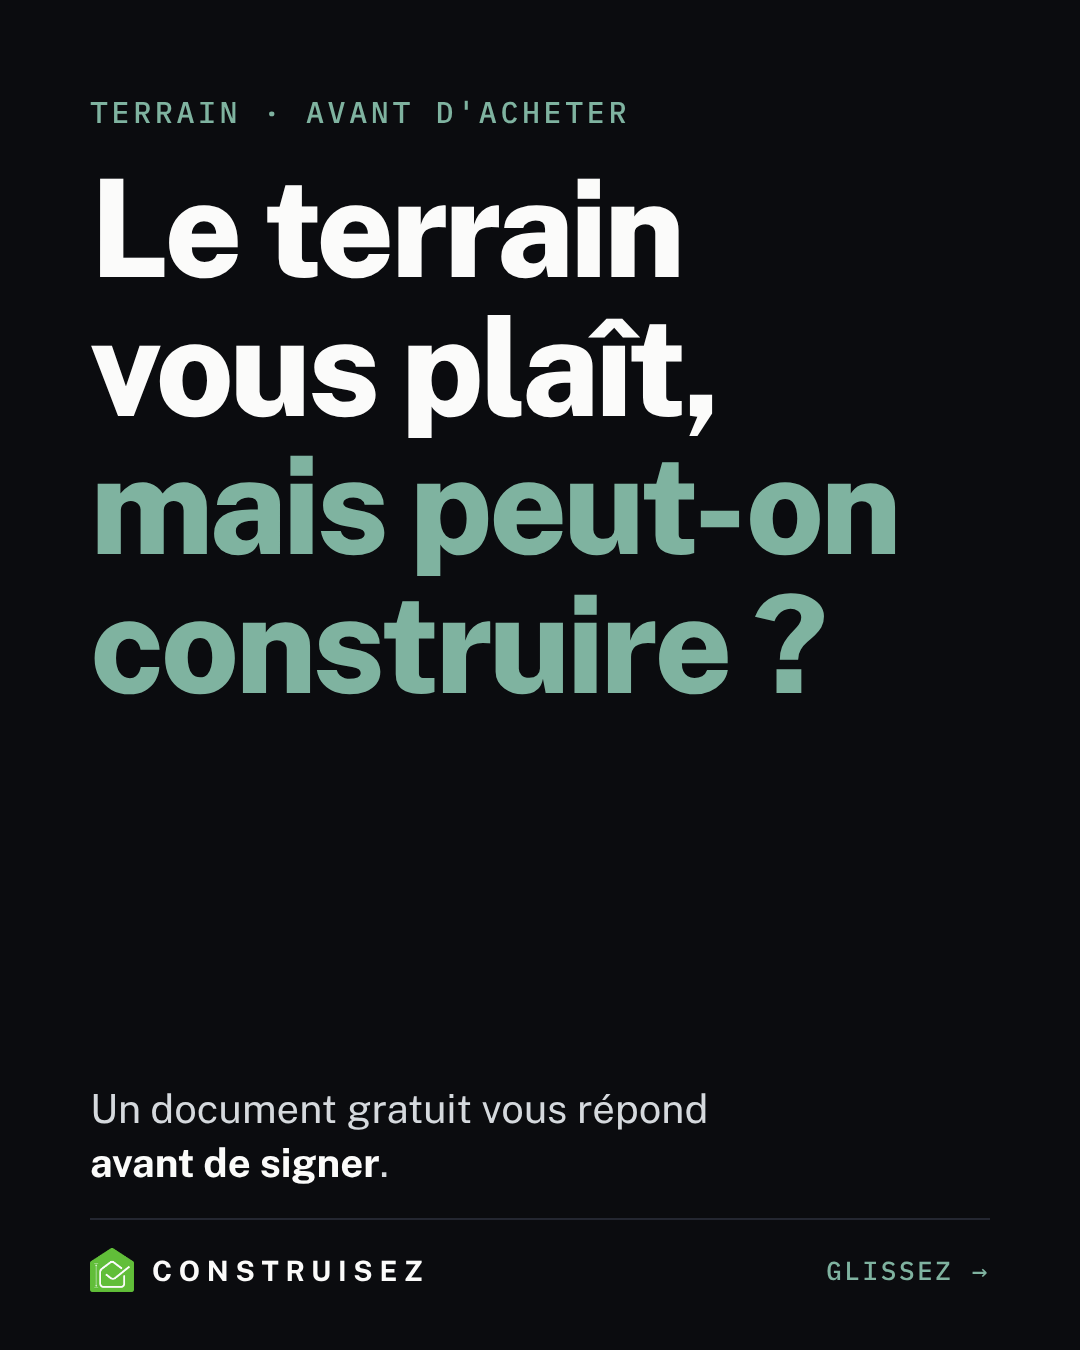 TERRAIN · AVANT D'ACHETER
Le terrain
vous plaît,
mais peut-on
construire ?
Un document gratuit vous répond
avant de signer.
CONSTRUISEZ
GLISSEZ →